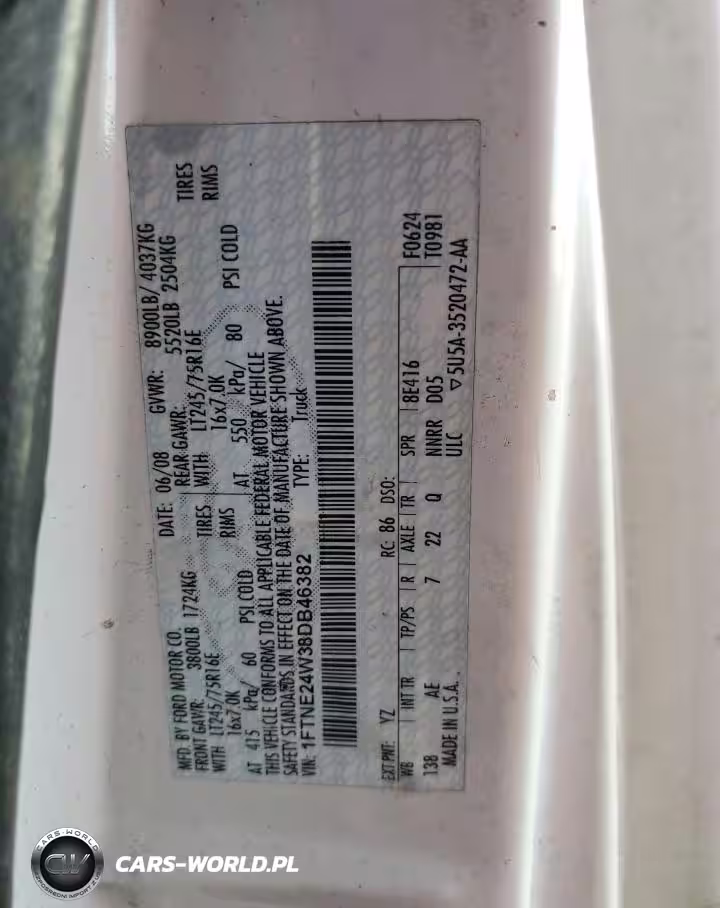 MFD. BY FORD MOTOR CO.
DATE: 06/08 GVWR: 8900LB/ 4037KG
FRONT GAWR: 3800LB 1724KG REAR GAWR: 5520LB 2504KG
WITH LT245/75R16E TIRES WITH LT245/75R16E TIRES
16x7.0K RIMS 16x7.0K RIMS
AT 415 kPa/ 60 PSI COLD AT 550 kPa/ 80 PSI COLD
THIS VEHICLE CONFORMS TO ALL APPLICABLE FEDERAL MOTOR VEHICLE
SAFETY STANDARDS IN EFFECT ON THE DATE OF MANUFACTURE SHOWN ABOVE.
VIN: 1FTNE24W38DB46382 TYPE: Truck
F0624
T0981
EXT PNT: YZ RC: 86 DSO:
WB INT TR TP/PS R AXLE TR SPR 8E416
138 AE 7 22 Q NNRR D05
MADE IN U.S.A. ULC ▽5U5A-3520472-AA
CARS-WORLD
CW
CARS-WORLD.PL